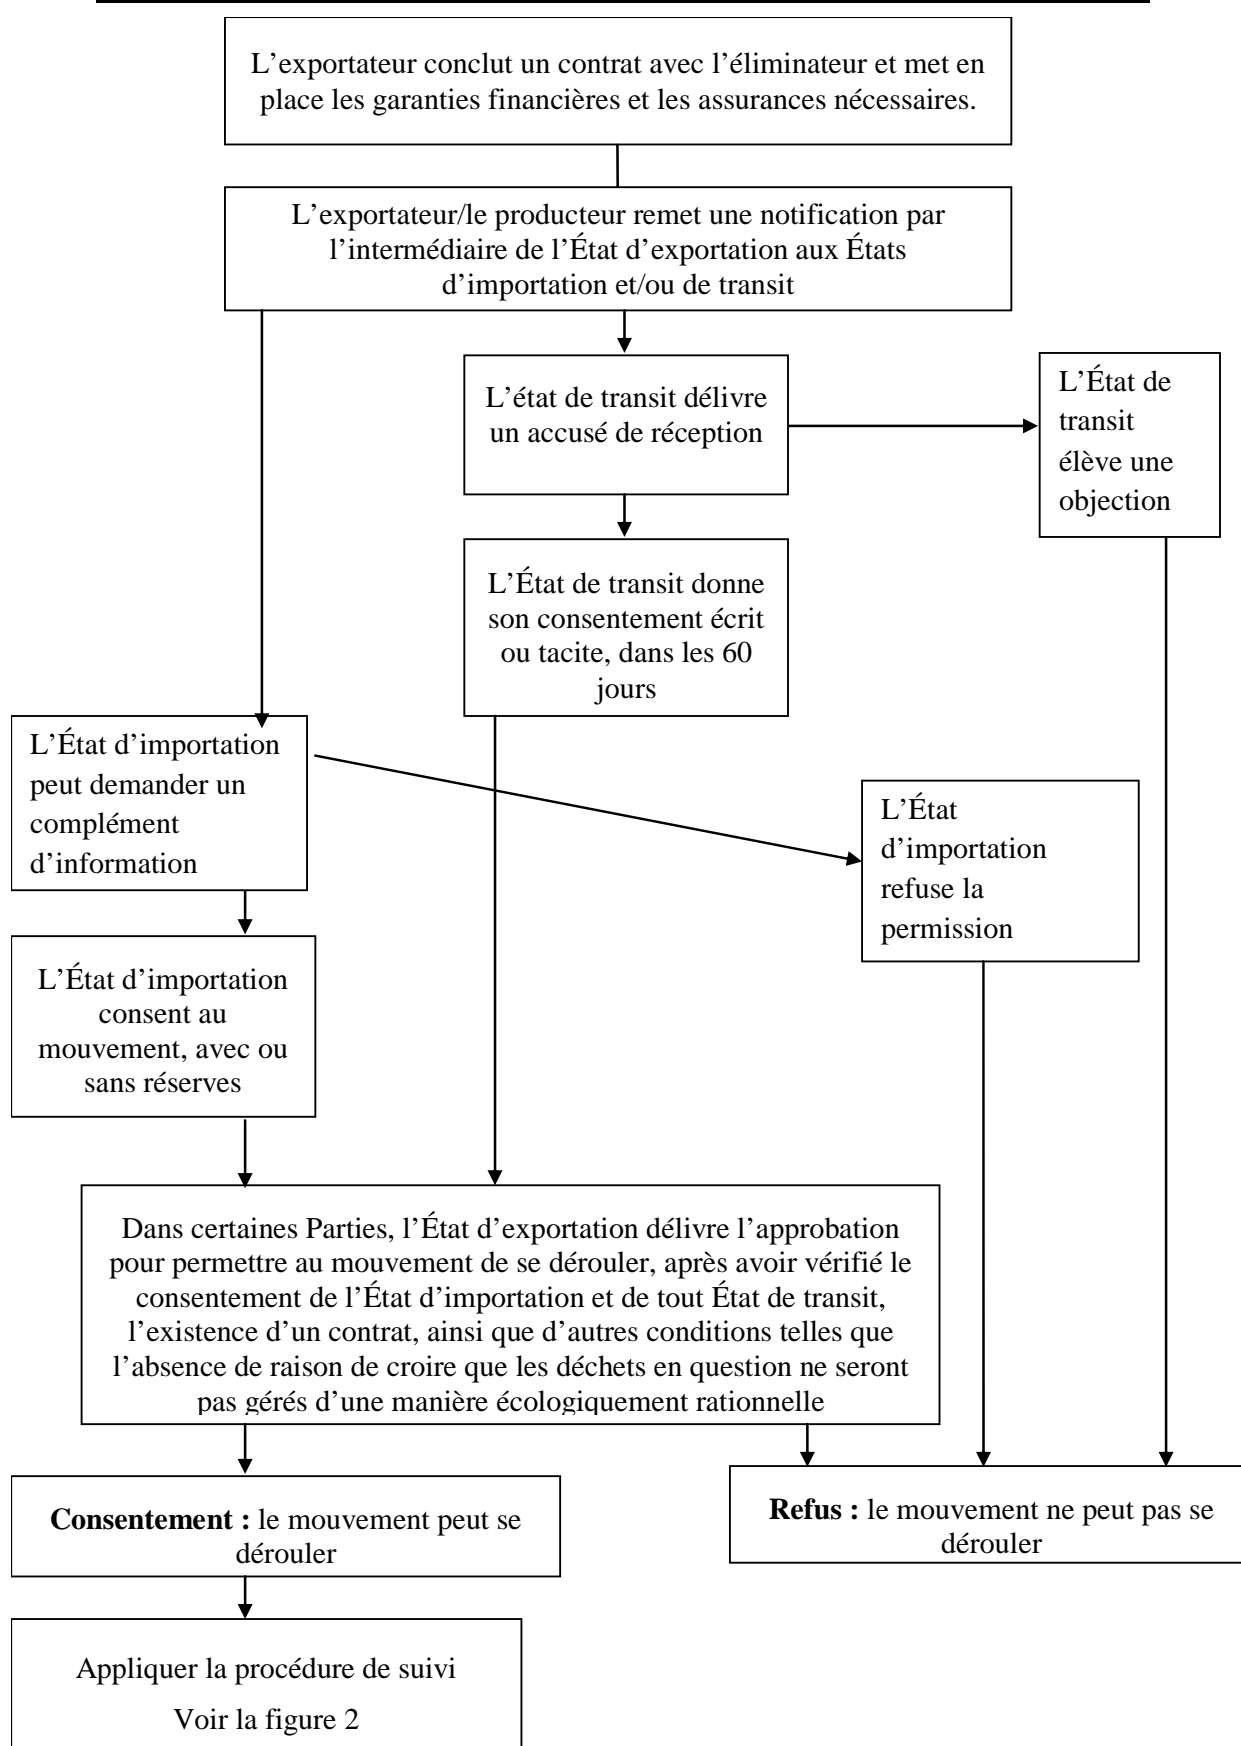 L’exportateur conclut un contrat avec l’éliminateur et met en
place les garanties financières et les assurances nécessaires.
L’exportateur/le producteur remet une notification par
l’intermédiaire de l’État d’exportation aux États
d’importation et/ou de transit
L’état de transit délivre
un accusé de réception
L’État de
transit
élève une
objection
L’État de transit donne
son consentement écrit
ou tacite, dans les 60
jours
L’État d’importation
peut demander un
complément
d’information
L’État
d’importation
refuse la
permission
L’État d’importation
consent au
mouvement, avec ou
sans réserves
Dans certaines Parties, l’État d’exportation délivre l’approbation
pour permettre au mouvement de se dérouler, après avoir vérifié le
consentement de l’État d’importation et de tout État de transit,
l’existence d’un contrat, ainsi que d’autres conditions telles que
l’absence de raison de croire que les déchets en question ne seront
pas gérés d’une manière écologiquement rationnelle
Consentement : le mouvement peut se
dérouler
Refus : le mouvement ne peut pas se
dérouler
Appliquer la procédure de suivi
Voir la figure 2